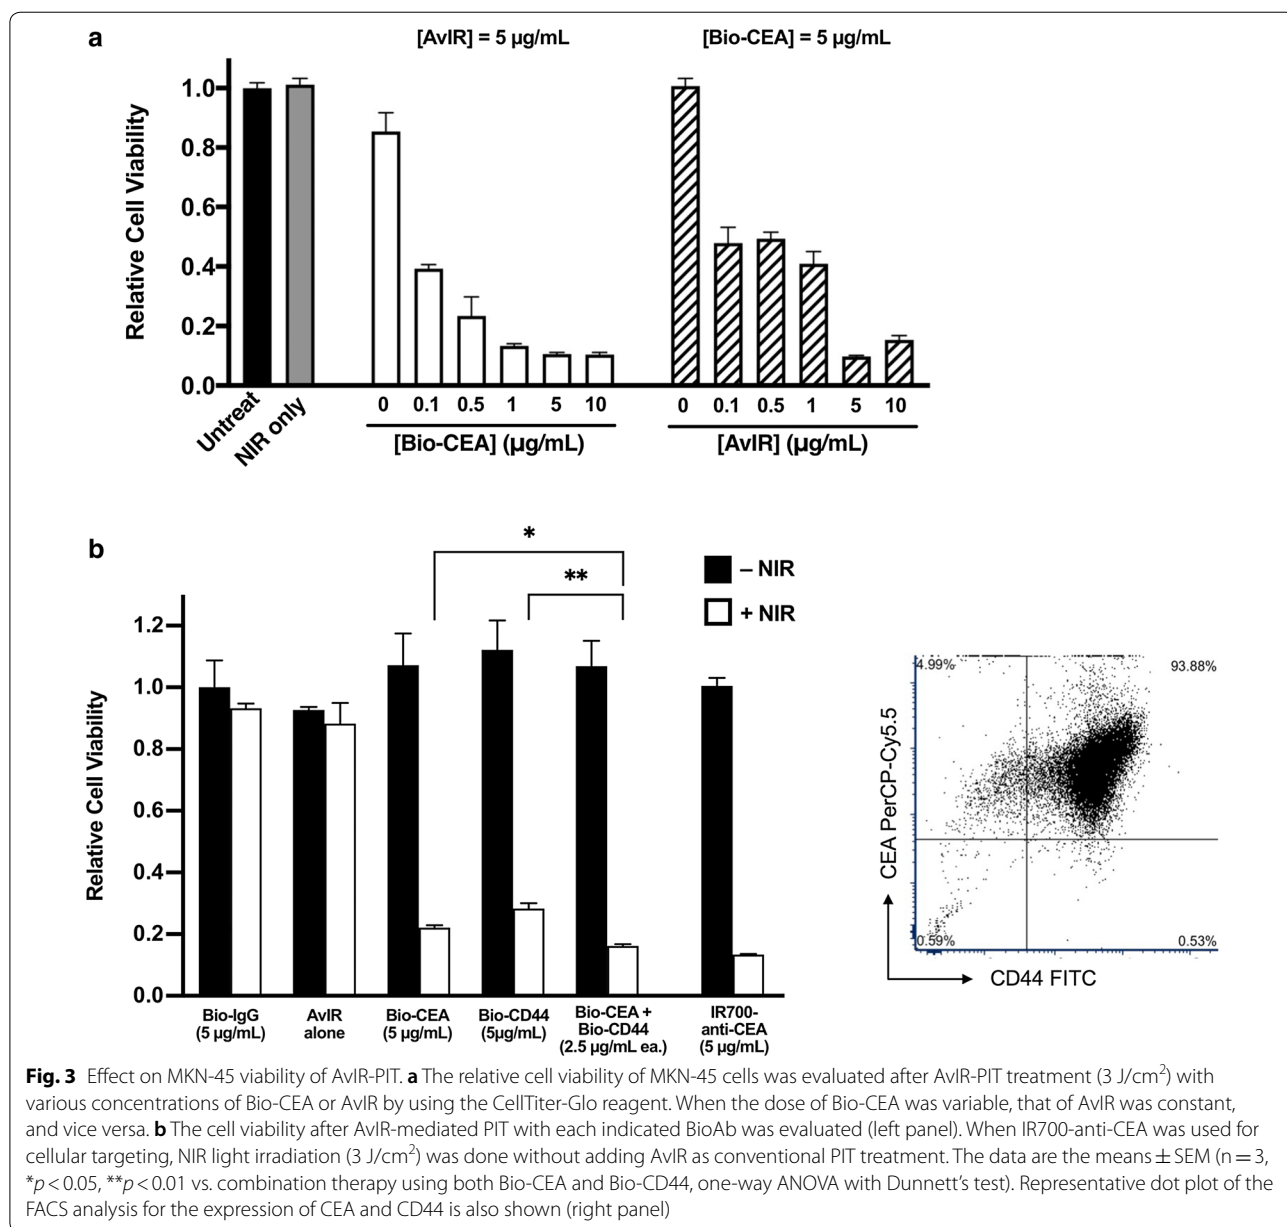 a
[AvIR] = 5 µg/mL
[Bio-CEA] = 5 µg/mL
Relative Cell Viability
1.0
0.8
0.6
0.4
0.2
0.0
Untreat
NIR only
0 0.1 0.5 1 5 10
[Bio-CEA] (µg/mL)
0 0.1 0.5 1 5 10
[AvIR] (µg/mL)
b
*
**
– NIR
+ NIR
Relative Cell Viability
1.2
1.0
0.8
0.6
0.4
0.2
0.0
Bio-IgG
(5 µg/mL)
AvIR
alone
Bio-CEA
(5 µg/mL)
Bio-CD44
(5µg/mL)
Bio-CEA +
Bio-CD44
(2.5 µg/mL ea.)
IR700-
anti-CEA
(5 µg/mL)
4.99%
93.88%
0.59%
0.53%
CEA PerCP-Cy5.5
CD44 FITC
Fig. 3 Effect on MKN-45 viability of AvIR-PIT. a The relative cell viability of MKN-45 cells was evaluated after AvIR-PIT treatment (3 J/cm²) with
various concentrations of Bio-CEA or AvIR by using the CellTiter-Glo reagent. When the dose of Bio-CEA was variable, that of AvIR was constant,
and vice versa. b The cell viability after AvIR-mediated PIT with each indicated BioAb was evaluated (left panel). When IR700-anti-CEA was used for
cellular targeting, NIR light irradiation (3 J/cm²) was done without adding AvIR as conventional PIT treatment. The data are the means ± SEM (n = 3,
*p < 0.05, **p < 0.01 vs. combination therapy using both Bio-CEA and Bio-CD44, one-way ANOVA with Dunnett's test). Representative dot plot of the
FACS analysis for the expression of CEA and CD44 is also shown (right panel)